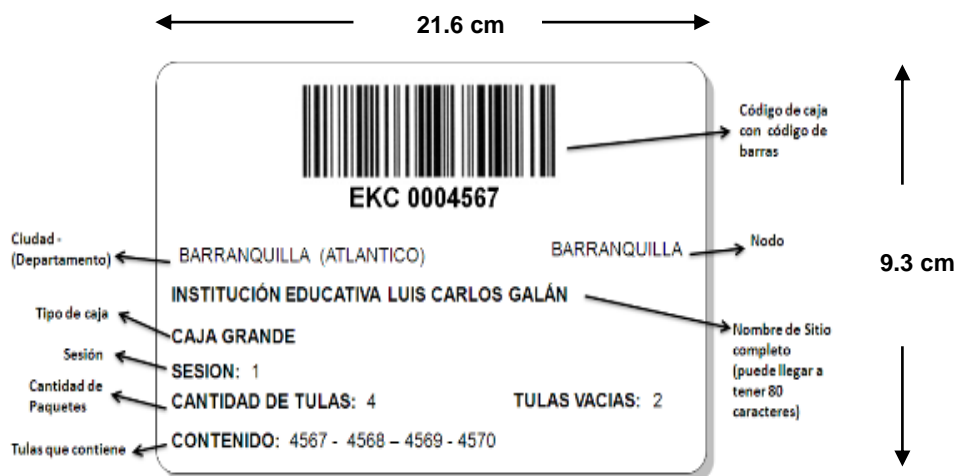 21.6 cm
Código de caja
con código de
barras
EKC 0004567
Ciudad -
(Departamento)
BARRANQUILLA (ATLANTICO)
BARRANQUILLA
Nodo
9.3 cm
INSTITUCIÓN EDUCATIVA LUIS CARLOS GALÁN
Tipo de caja
CAJA GRANDE
Nombre de Sitio
completo
(puede llegar a
tener 80
caracteres)
Sesión
SESION: 1
Cantidad de
Paquetes
CANTIDAD DE TULAS: 4
TULAS VACIAS: 2
Tulas que contiene
CONTENIDO: 4567 - 4568 – 4569 - 4570